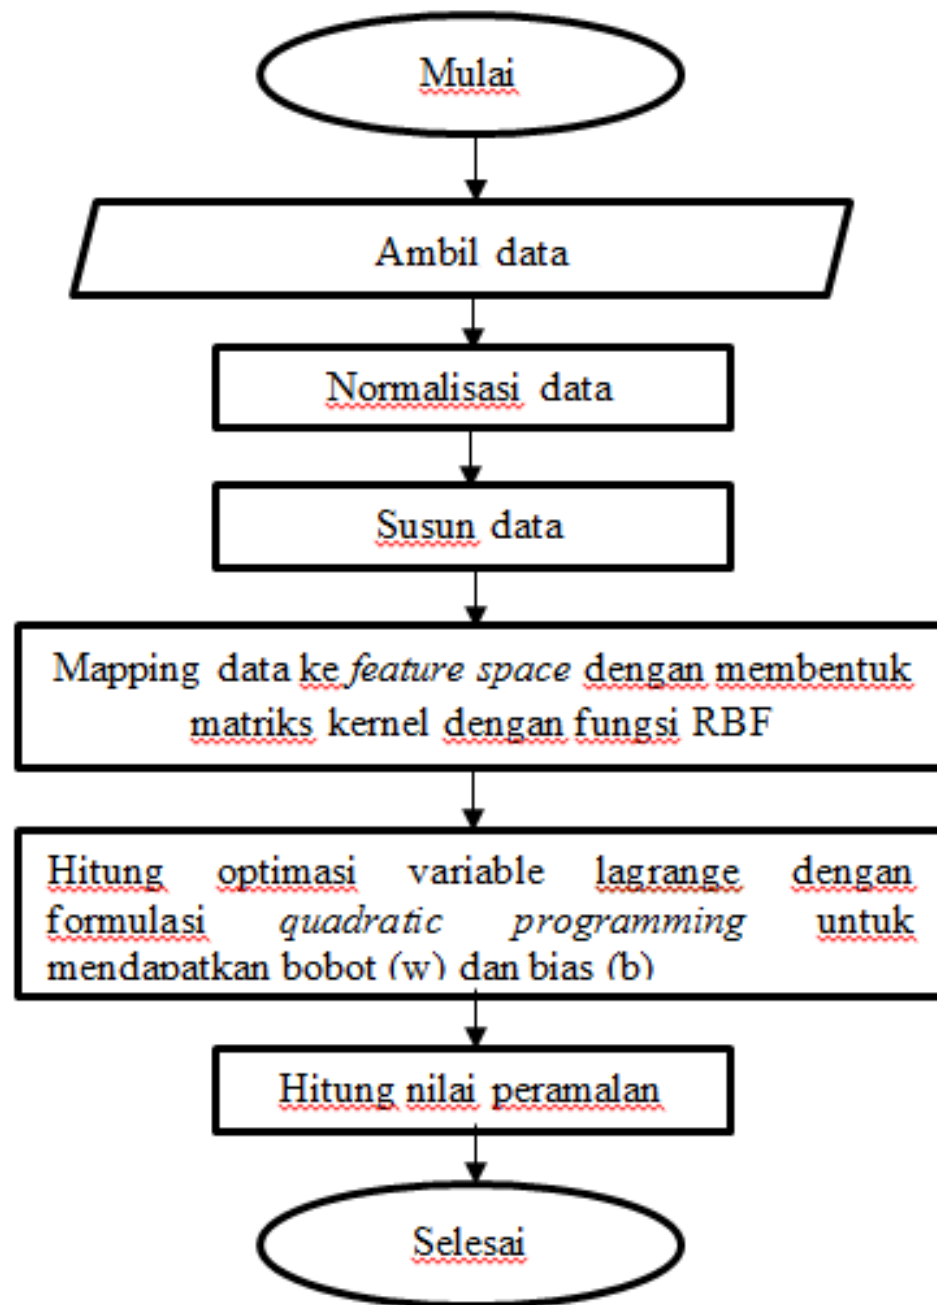 Mulai
Ambil data
Normalisasi data
Susun data
Mapping data ke feature space dengan membentuk
matriks kernel dengan fungsi RBF
Hitung optimasi variable lagrange dengan
formulasi quadratic programming untuk
mendapatkan bobot (w) dan bias (b)
Hitung nilai peramalan
Selesai